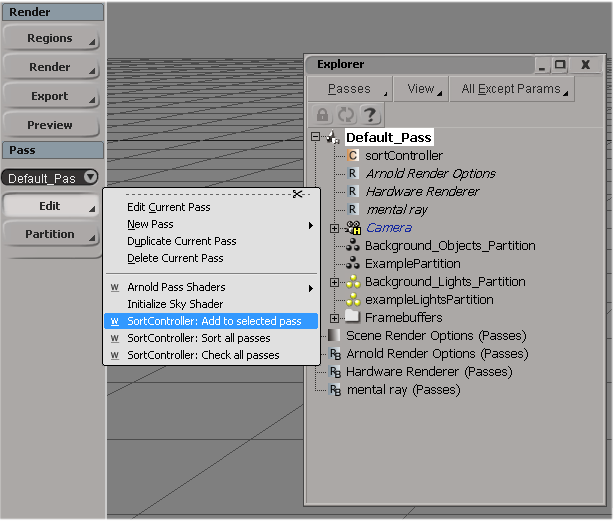 Render
Regions
Render
Export
Preview
Pass
Default_Pas
Edit
Partition
Edit Current Pass
New Pass
Duplicate Current Pass
Delete Current Pass
W Arnold Pass Shaders
Initialize Sky Shader
W SortController: Add to selected pass
W SortController: Sort all passes
W SortController: Check all passes
Explorer
Passes View All Except Params
?
Default_Pass
C sortController
R Arnold Render Options
R Hardware Renderer
R mental ray
H Camera
Background_Objects_Partition
ExamplePartition
Background_Lights_Partition
exampleLightsPartition
Framebuffers
Scene Render Options (Passes)
RB Arnold Render Options (Passes)
RB Hardware Renderer (Passes)
RB mental ray (Passes)